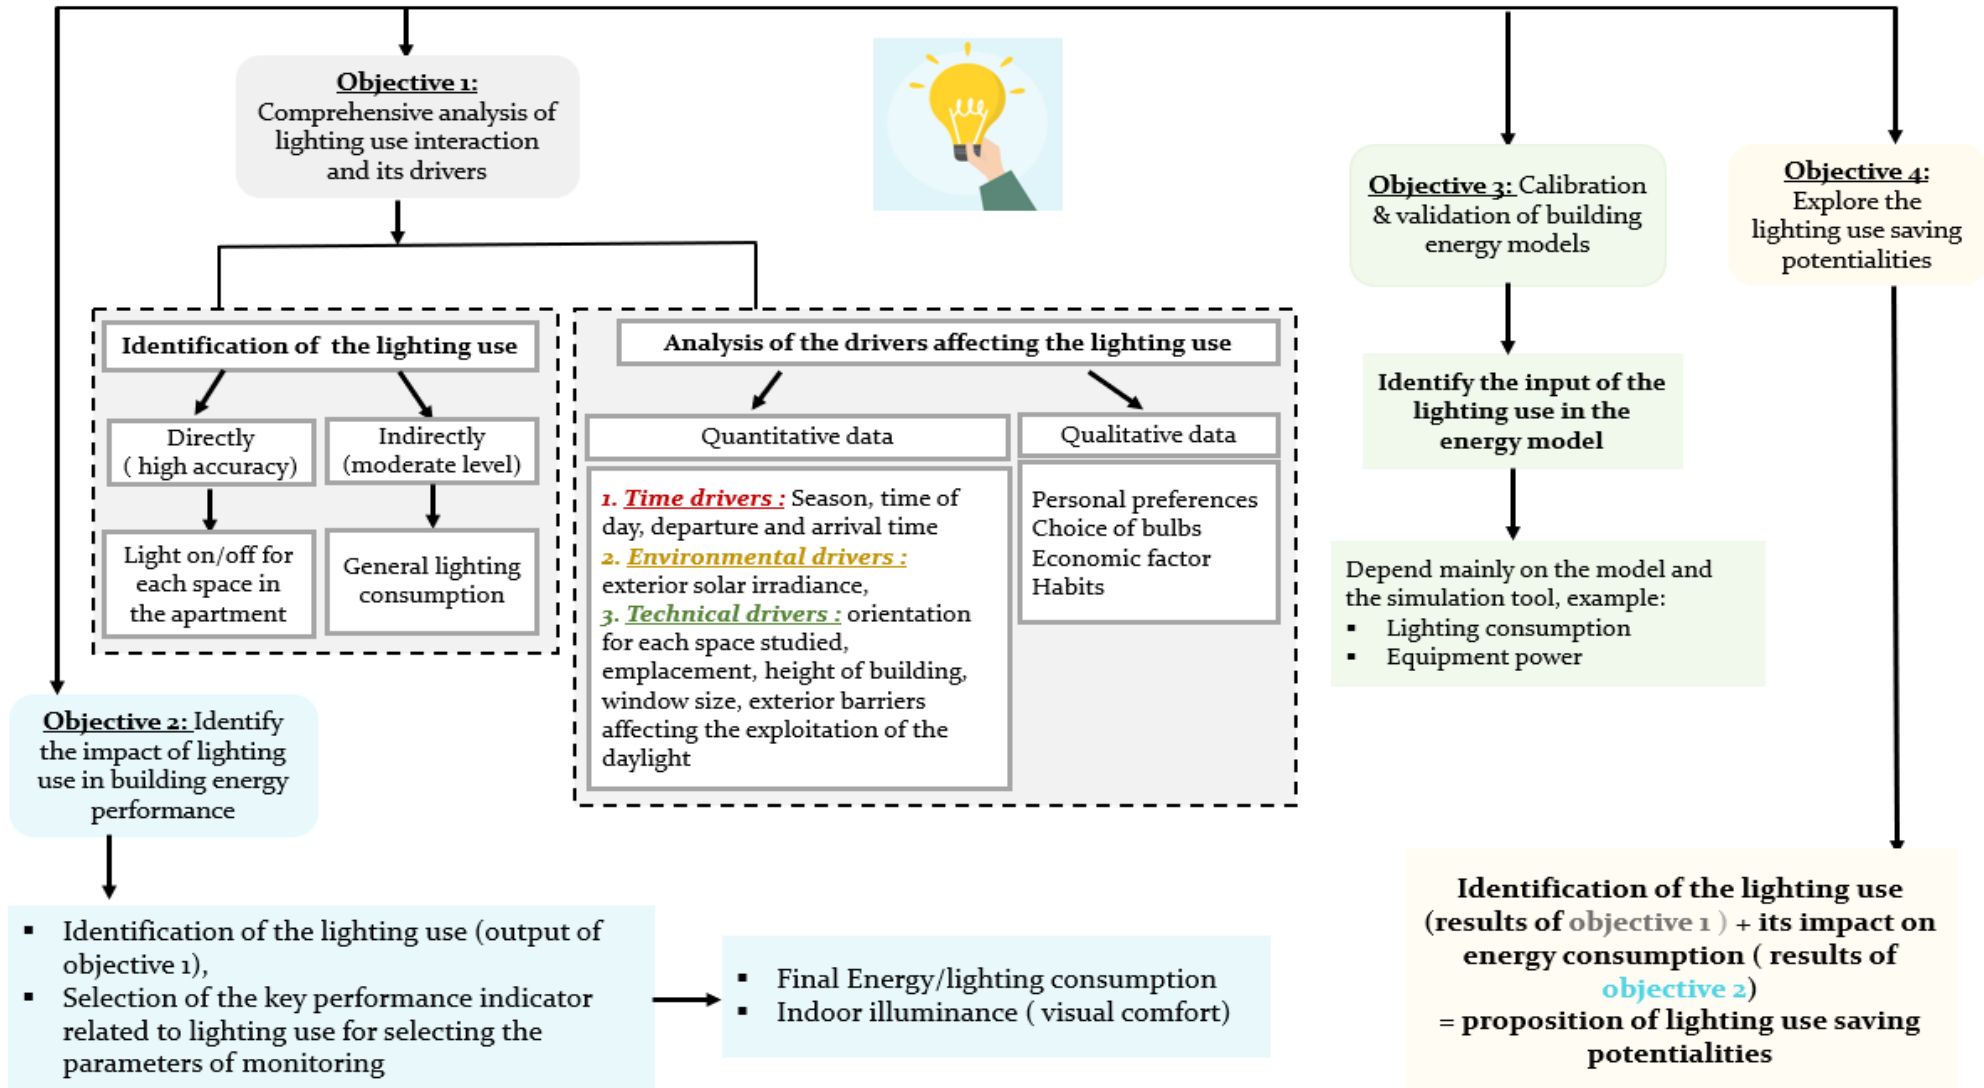 Objective 1:
Comprehensive analysis of
lighting use interaction
and its drivers
Identification of the lighting use
Directly
( high accuracy)
Indirectly
(moderate level)
Light on/off for
each space in
the apartment
General lighting
consumption
Analysis of the drivers affecting the lighting use
Quantitative data
Qualitative data
1. Time drivers : Season, time of
day, departure and arrival time
2. Environmental drivers :
exterior solar irradiance,
3. Technical drivers : orientation
for each space studied,
emplacement, height of building,
window size, exterior barriers
affecting the exploitation of the
daylight
Personal preferences
Choice of bulbs
Economic factor
Habits
Objective 2: Identify
the impact of lighting
use in building energy
performance
▪ Identification of the lighting use (output of
objective 1),
▪ Selection of the key performance indicator
related to lighting use for selecting the
parameters of monitoring
▪ Final Energy/lighting consumption
▪ Indoor illuminance ( visual comfort)
Objective 3: Calibration
& validation of building
energy models
Identify the input of the
lighting use in the
energy model
Depend mainly on the model and
the simulation tool, example:
▪ Lighting consumption
▪ Equipment power
Objective 4:
Explore the
lighting use saving
potentialities
Identification of the lighting use
(results of objective 1 ) + its impact on
energy consumption ( results of
objective 2)
= proposition of lighting use saving
potentialities